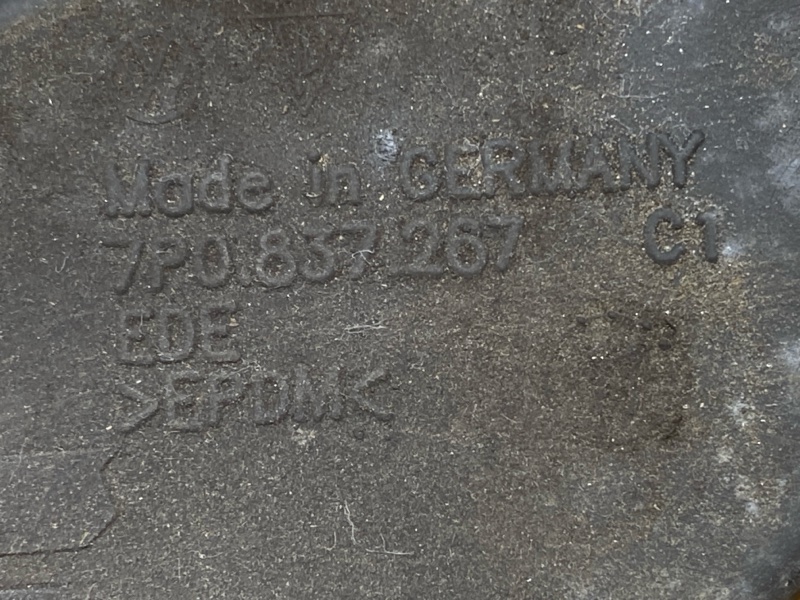 Made in GERMANY
7P0.837.267 C1
EDE
>EPDM<